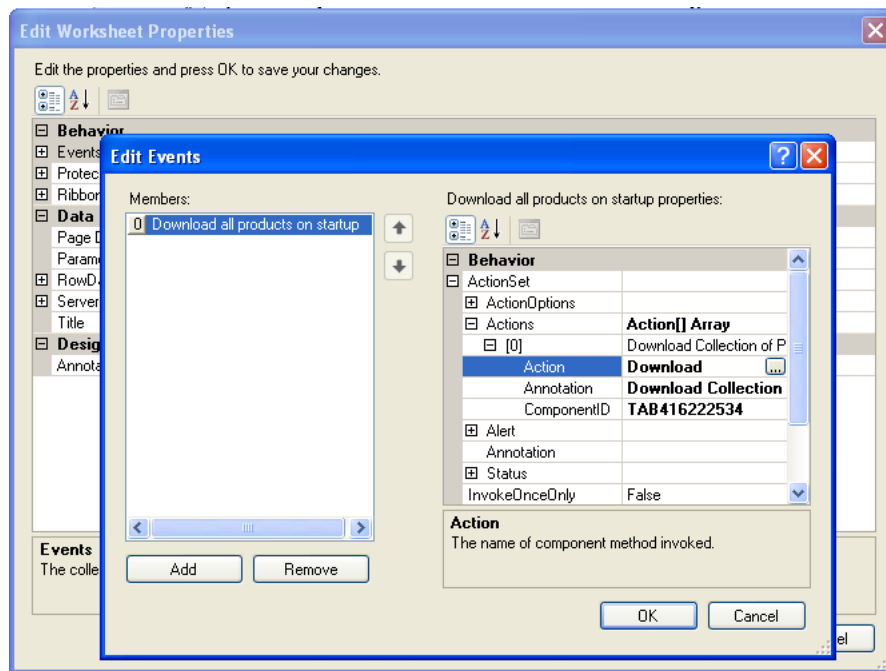 Edit Worksheet Properties
Edit the properties and press OK to save your changes.
Behavior
Events
Protec
Ribbor
Data
Page D
Param
RowD
Server
Title
Desig
Annota
Events
The colle
el
Edit Events
Members:
0 Download all products on startup
Add
Remove
Download all products on startup properties:
Behavior
ActionSet
ActionOptions
Actions Action[] Array
[0] Download Collection of P
Action Download ...
Annotation Download Collection
ComponentID TAB416222534
Alert
Annotation
Status
InvokeOnceOnly False
Action
The name of component method invoked.
OK
Cancel